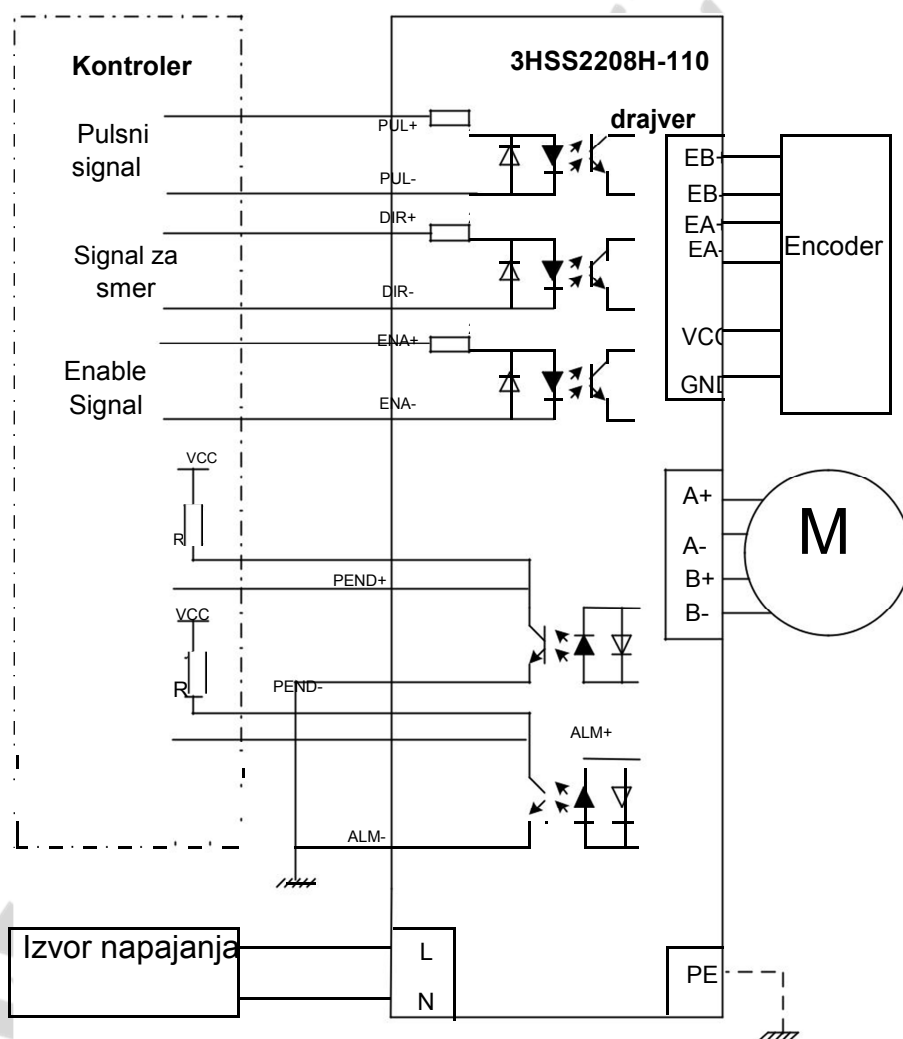 Kontroler
3HSS2208H-110
drajver
Pulsni
signal
PUL+
PUL-
Signal za
smer
DIR+
DIR-
Enable
Signal
ENA+
ENA-
EB+
EB-
EA+
EA-
VCC
GND
Encoder
VCC
R
PEND+
VCC
R
PEND-
ALM+
ALM-
A+
A-
B+
B-
M
Izvor napajanja
L
N
PE